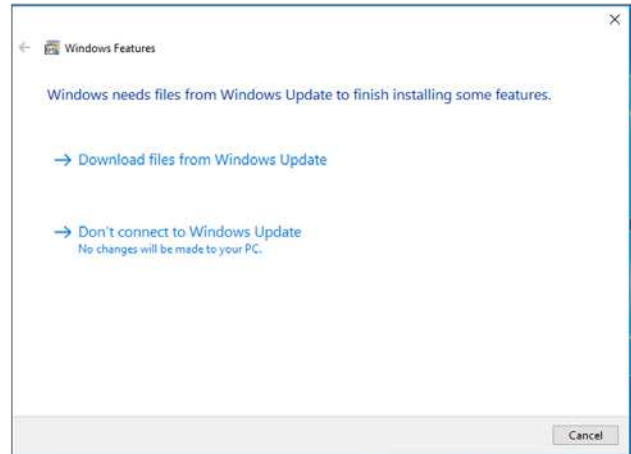 Windows Features
Windows needs files from Windows Update to finish installing some features.
Download files from Windows Update
Don't connect to Windows Update
No changes will be made to your PC.
Cancel